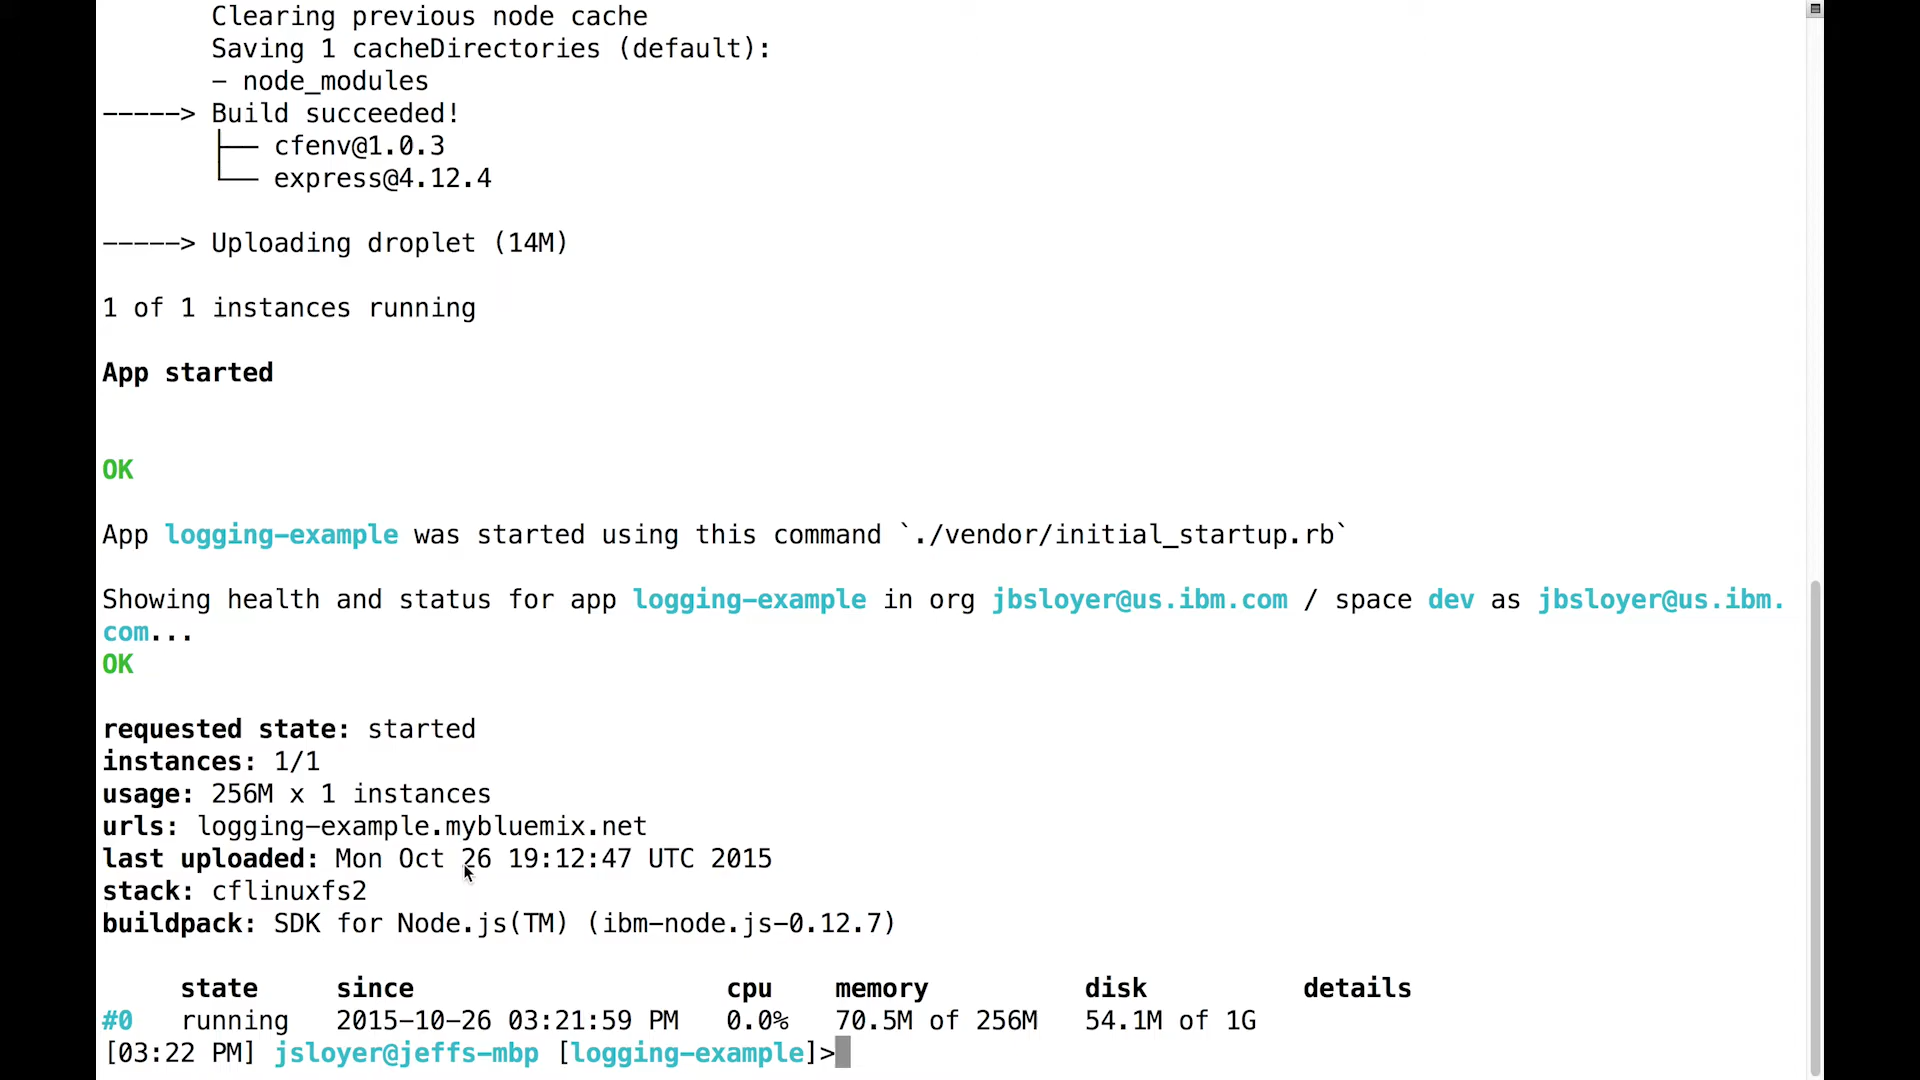 Clearing previous node cache
Saving 1 cacheDirectories (default):
- node_modules
-----> Build succeeded!
├── cfenv@1.0.3
└── express@4.12.4
-----> Uploading droplet (14M)
1 of 1 instances running
App started
OK
App logging-example was started using this command `./vendor/initial_startup.rb`
Showing health and status for app logging-example in org jbsloyer@us.ibm.com / space dev as jbsloyer@us.ibm.
com...
OK
requested state: started
instances: 1/1
usage: 256M x 1 instances
urls: logging-example.mybluemix.net
last uploaded: Mon Oct 26 19:12:47 UTC 2015
stack: cflinuxfs2
buildpack: SDK for Node.js(TM) (ibm-node.js-0.12.7)
state since cpu memory disk details
#0 running 2015-10-26 03:21:59 PM 0.0% 70.5M of 256M 54.1M of 1G
[03:22 PM] jsloyer@jeffs-mbp [logging-example]>